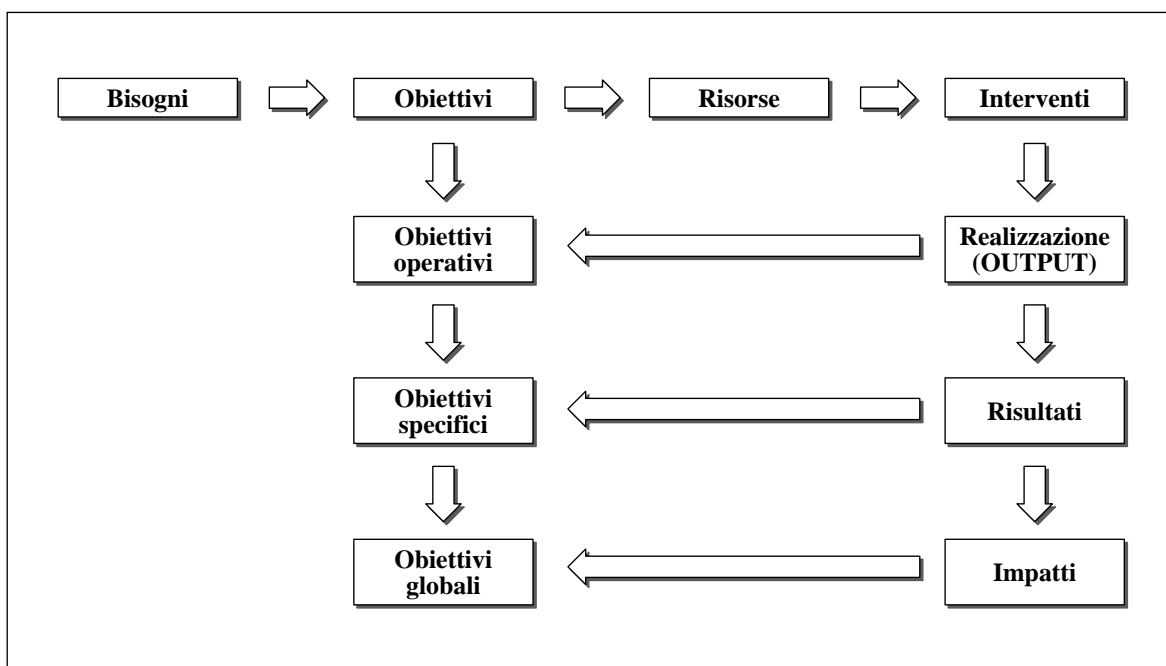 Bisogni
Obiettivi
Risorse
Interventi
Obiettivi
operativi
Realizzazione
(OUTPUT)
Obiettivi
specifici
Risultati
Obiettivi
globali
Impatti